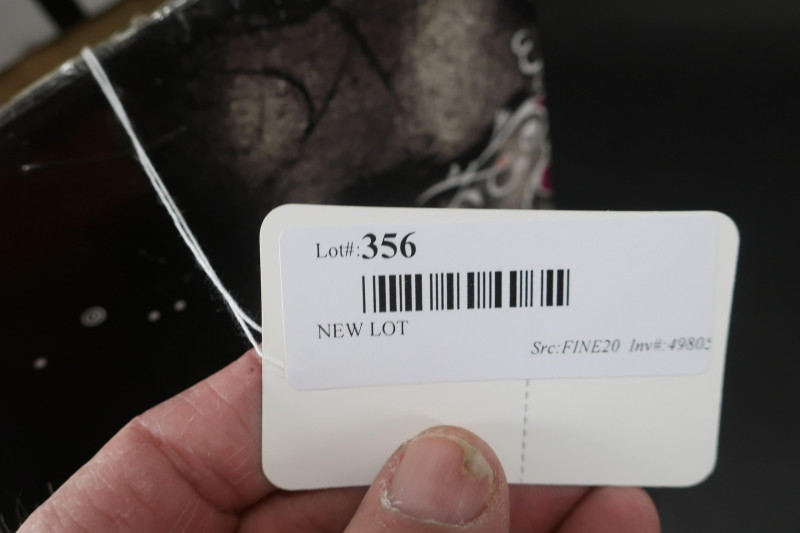 Lot#:356
NEW LOT
Src:FINE20 Inv#:49805